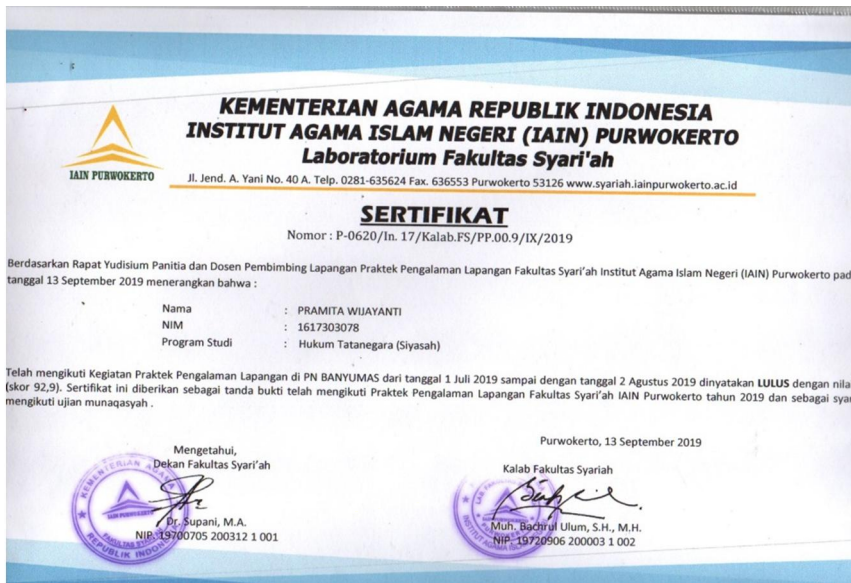 KEMENTERIAN AGAMA REPUBLIK INDONESIA
INSTITUT AGAMA ISLAM NEGERI (IAIN) PURWOKERTO
Laboratorium Fakultas Syari'ah
IAIN PURWOKERTO
Jl. Jend. A. Yani No. 40 A. Telp. 0281-635624 Fax. 636553 Purwokerto 53126 www.syariah.iainpurwokerto.ac.id
SERTIFIKAT
Nomor : P-0620/In. 17/Kalab.FS/PP.00.9/IX/2019
Berdasarkan Rapat Yudisium Panitia dan Dosen Pembimbing Lapangan Praktek Pengalaman Lapangan Fakultas Syari'ah Institut Agama Islam Negeri (IAIN) Purwokerto pad
tanggal 13 September 2019 menerangkan bahwa :
Nama : PRAMITA WIJAYANTI
NIM : 1617303078
Program Studi : Hukum Tatanegara (Siyasah)
Telah mengikuti Kegiatan Praktek Pengalaman Lapangan di PN BANYUMAS dari tanggal 1 Juli 2019 sampai dengan tanggal 2 Agustus 2019 dinyatakan LULUS dengan nila
(skor 92,9). Sertifikat ini diberikan sebagai tanda bukti telah mengikuti Praktek Pengalaman Lapangan Fakultas Syari'ah IAIN Purwokerto tahun 2019 dan sebagai sya
mengikuti ujian munaqasyah .
Purwokerto, 13 September 2019
Mengetahui,
Dekan Fakultas Syari'ah
Kalab Fakultas Syariah
KEMENTERIAN AGAMA
IAIN PURWOKERTO
REPUBLIK INDONESIA
Dr. Supani, M.A.
NIP. 19700705 200312 1 001
Muh. Bachrul Ulum, S.H., M.H.
NIP. 19720906 200003 1 002